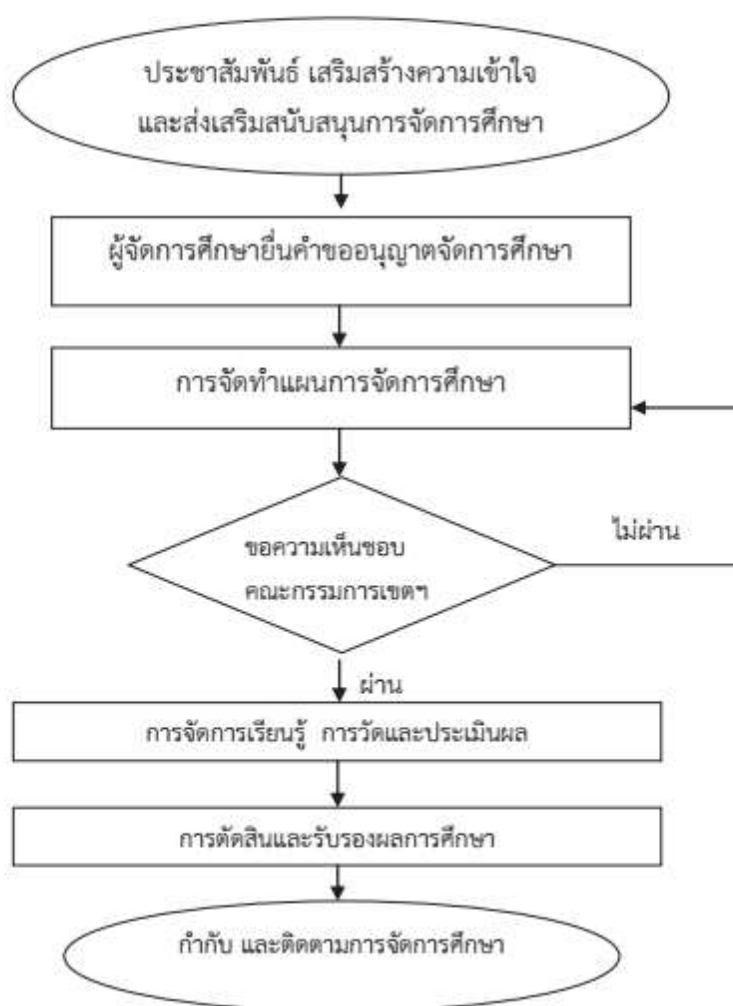 ประชาสัมพันธ์ เสริมสร้างความเข้าใจ
และส่งเสริมสนับสนุนการจัดการศึกษา
ผู้จัดการศึกษายื่นคำขออนุญาตจัดการศึกษา
การจัดทำแผนการจัดการศึกษา
ขอความเห็นชอบ
คณะกรรมการเขตฯ
ไม่ผ่าน
ผ่าน
การจัดการเรียนรู้ การวัดและประเมินผล
การตัดสินและรับรองผลการศึกษา
กำกับ และติดตามการจัดการศึกษา